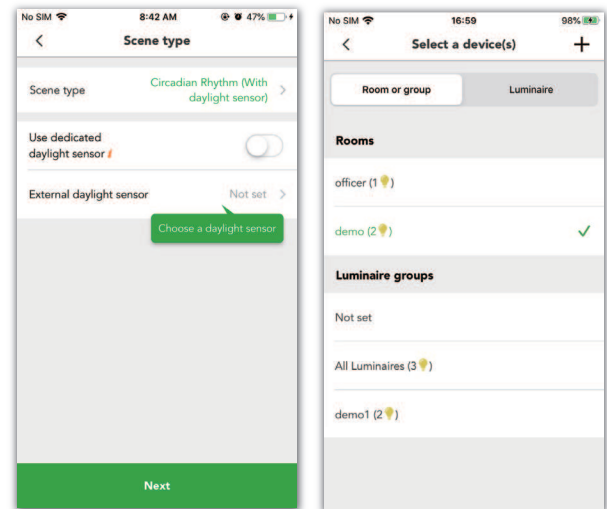 No SIM 8:42 AM 47%
Scene type
Scene type
Circadian Rhythm (With
daylight sensor)
Use dedicated
daylight sensor i
External daylight sensor Not set
Choose a daylight sensor
Next
No SIM 16:59 98%
Select a device(s)
Room or group Luminaire
Rooms
officer (1)
demo (2)
Luminaire groups
Not set
All Luminaires (3)
demo1 (2)